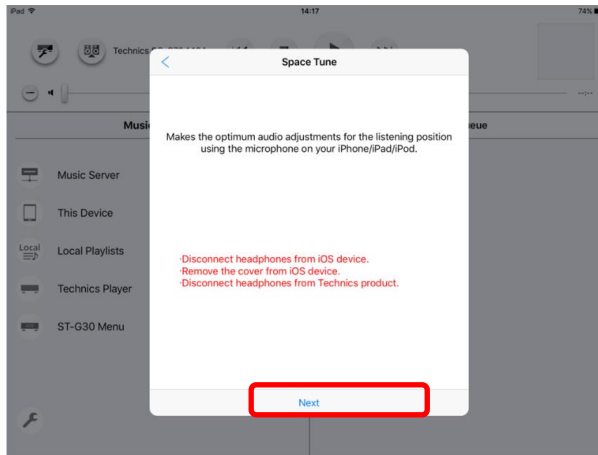 iPad 14:17 74%
Technics
Space Tune
Musi
eue
--:--
Makes the optimum audio adjustments for the listening position
using the microphone on your iPhone/iPad/iPod.
Music Server
This Device
Local
Local Playlists
·Disconnect headphones from iOS device.
·Remove the cover from iOS device.
·Disconnect headphones from Technics product.
Technics Player
ST-G30 Menu
Next